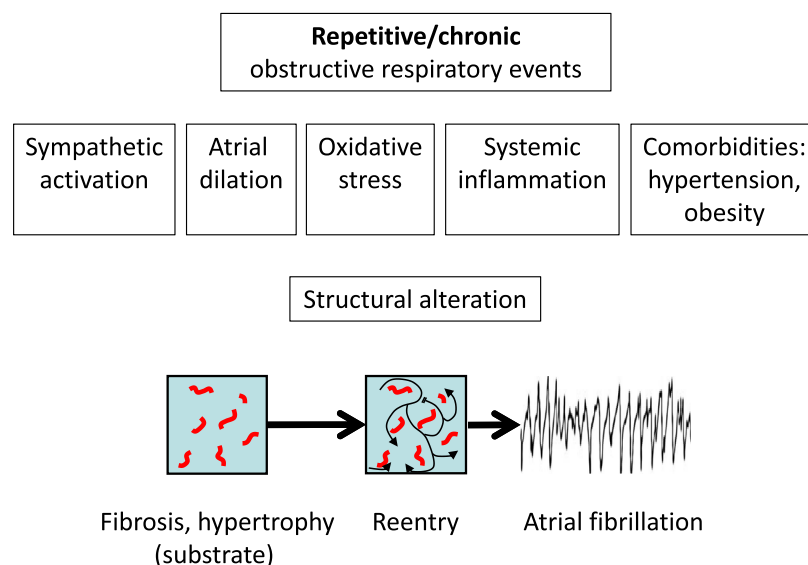 Repetitive/chronic
obstructive respiratory events
Sympathetic
activation
Atrial
dilation
Oxidative
stress
Systemic
inflammation
Comorbidities:
hypertension,
obesity
Structural alteration
Fibrosis, hypertrophy
(substrate)
Reentry
Atrial fibrillation